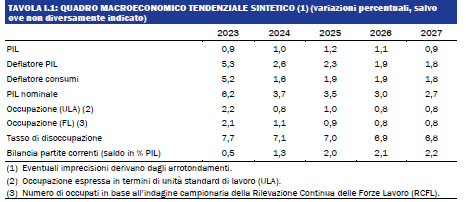 TAVOLA I.1: QUADRO MACROECONOMICO TENDENZIALE SINTETICO (1) (variazioni percentuali, salvo
ove non diversamente indicato)
2023 2024 2025 2026 2027
PIL 0,9 1,0 1,2 1,1 0,9
Deflatore PIL 5,3 2,6 2,3 1,9 1,8
Deflatore consumi 5,2 1,6 1,9 1,9 1,8
PIL nominale 6,2 3,7 3,5 3,0 2,7
Occupazione (ULA) (2) 2,2 0,8 1,0 0,8 0,8
Occupazione (FL) (3) 2,1 1,1 0,9 0,8 0,8
Tasso di disoccupazione 7,7 7,1 7,0 6,9 6,8
Bilancia partite correnti (saldo in % PIL) 0,5 1,3 2,0 2,1 2,2
(1) Eventuali imprecisioni derivano dagli arrotondamenti.
(2) Occupazione espressa in termini di unità standard di lavoro (ULA).
(3) Numero di occupati in base all'indagine campionaria della Rilevazione Continua delle Forze Lavoro (RCFL).